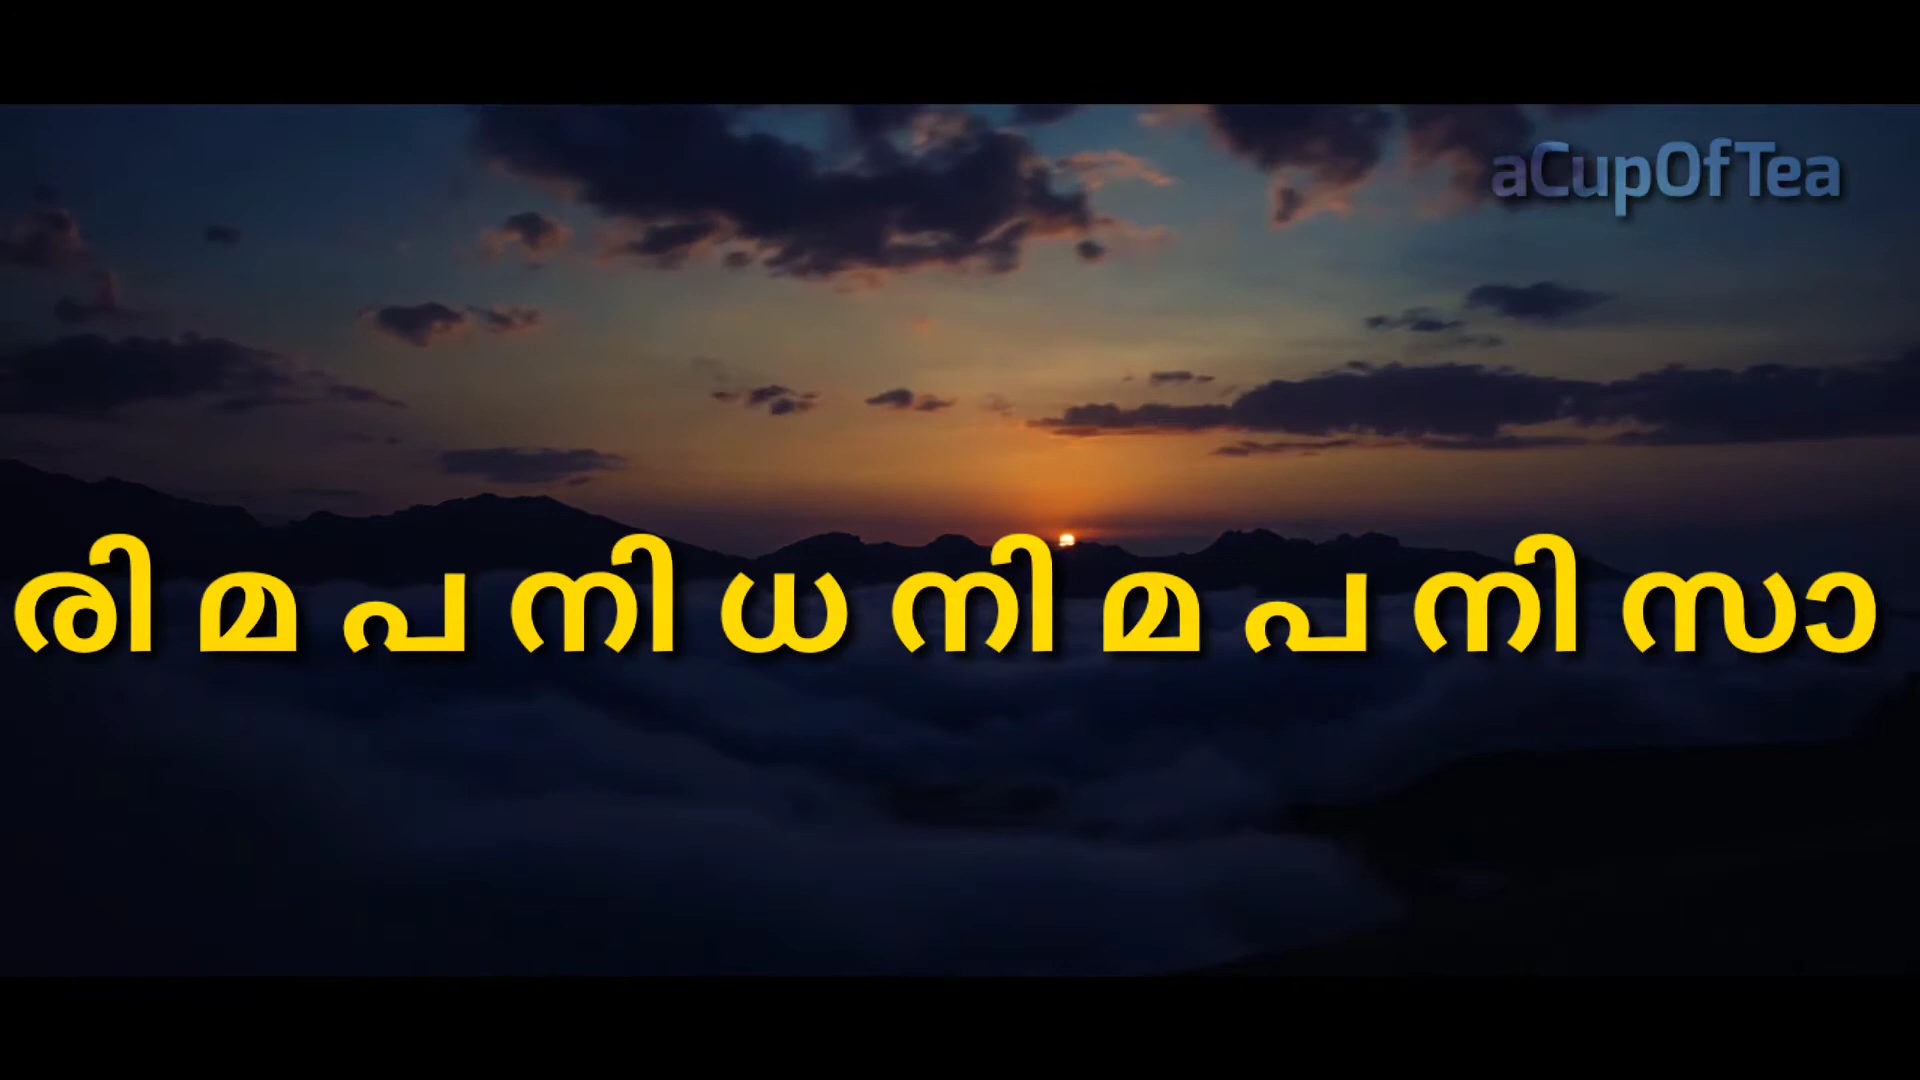 aCupOfTea
രി മ പ നി ധ നി മ പ നി സാ